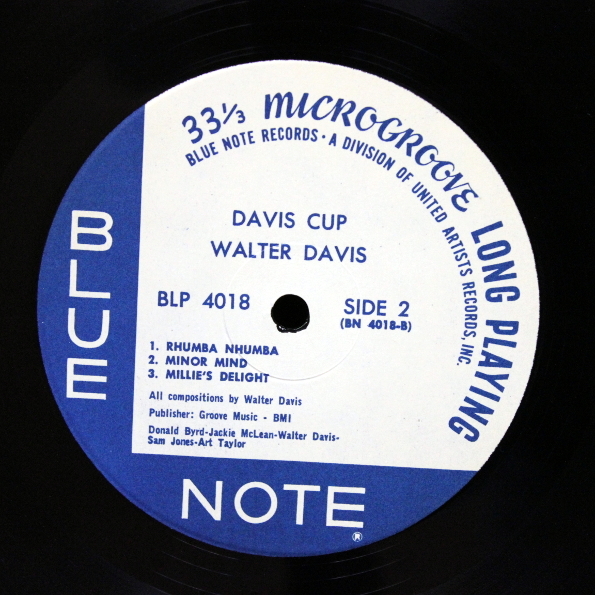 33⅓ MICROGROOVE LONG PLAYING
BLUE NOTE RECORDS · A DIVISION OF UNITED ARTISTS RECORDS, INC.
DAVIS CUP
WALTER DAVIS
BLP 4018
SIDE 2
(BN 4018-B)
1. RHUMBA NHUMBA
2. MINOR MIND
3. MILLIE'S DELIGHT
All compositions by Walter Davis
Publisher: Groove Music - BMI
Donald Byrd-Jackie McLean-Walter Davis-
Sam Jones-Art Taylor
BLUE
NOTE®